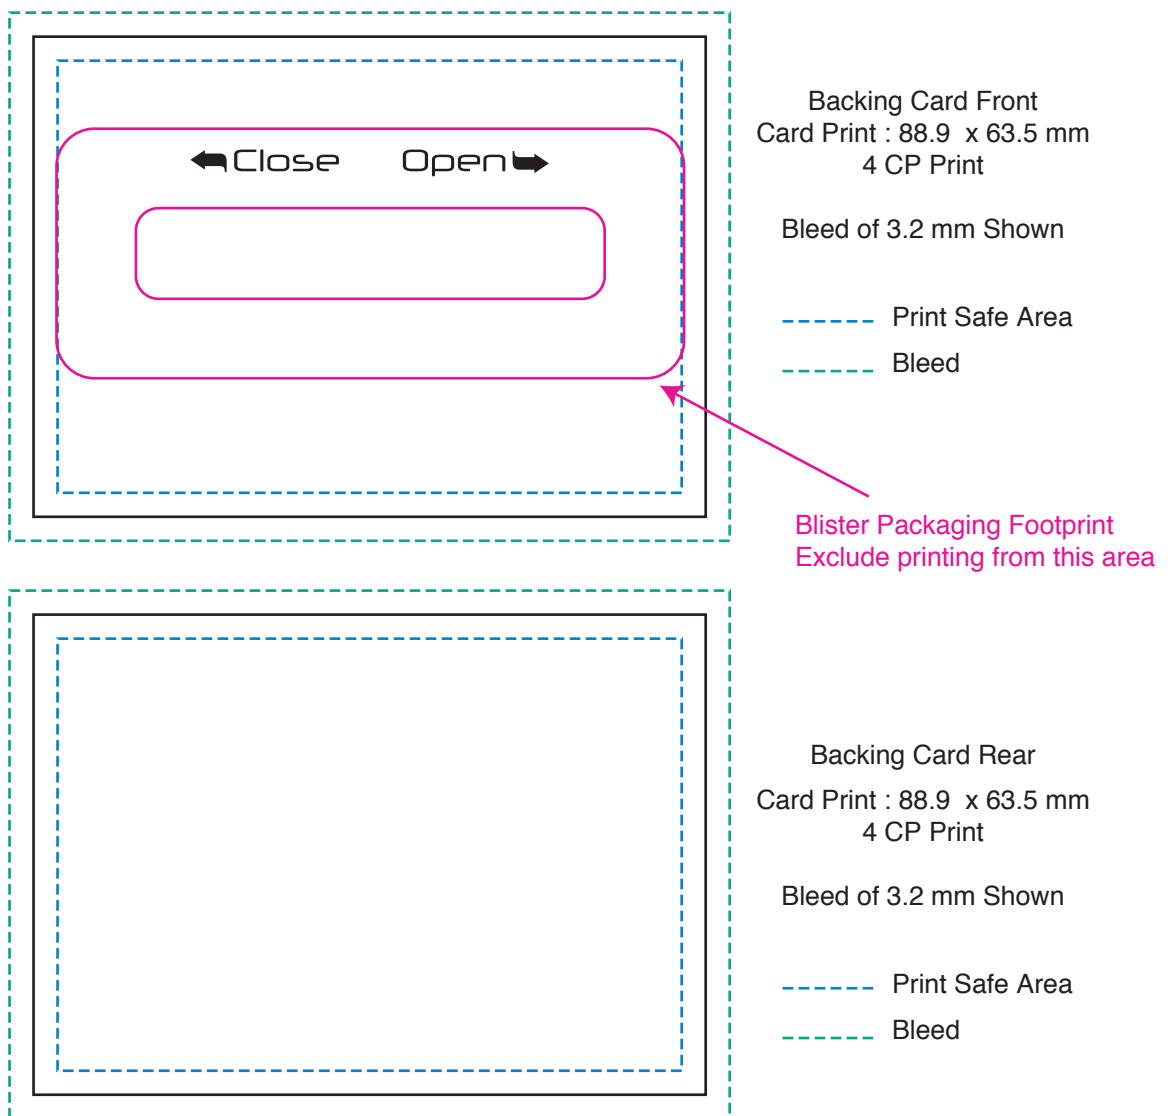 Backing Card Front
Card Print : 88.9 x 63.5 mm
4 CP Print
Close Open
Bleed of 3.2 mm Shown
Print Safe Area
Bleed
Blister Packaging Footprint
Exclude printing from this area
Backing Card Rear
Card Print : 88.9 x 63.5 mm
4 CP Print
Bleed of 3.2 mm Shown
Print Safe Area
Bleed